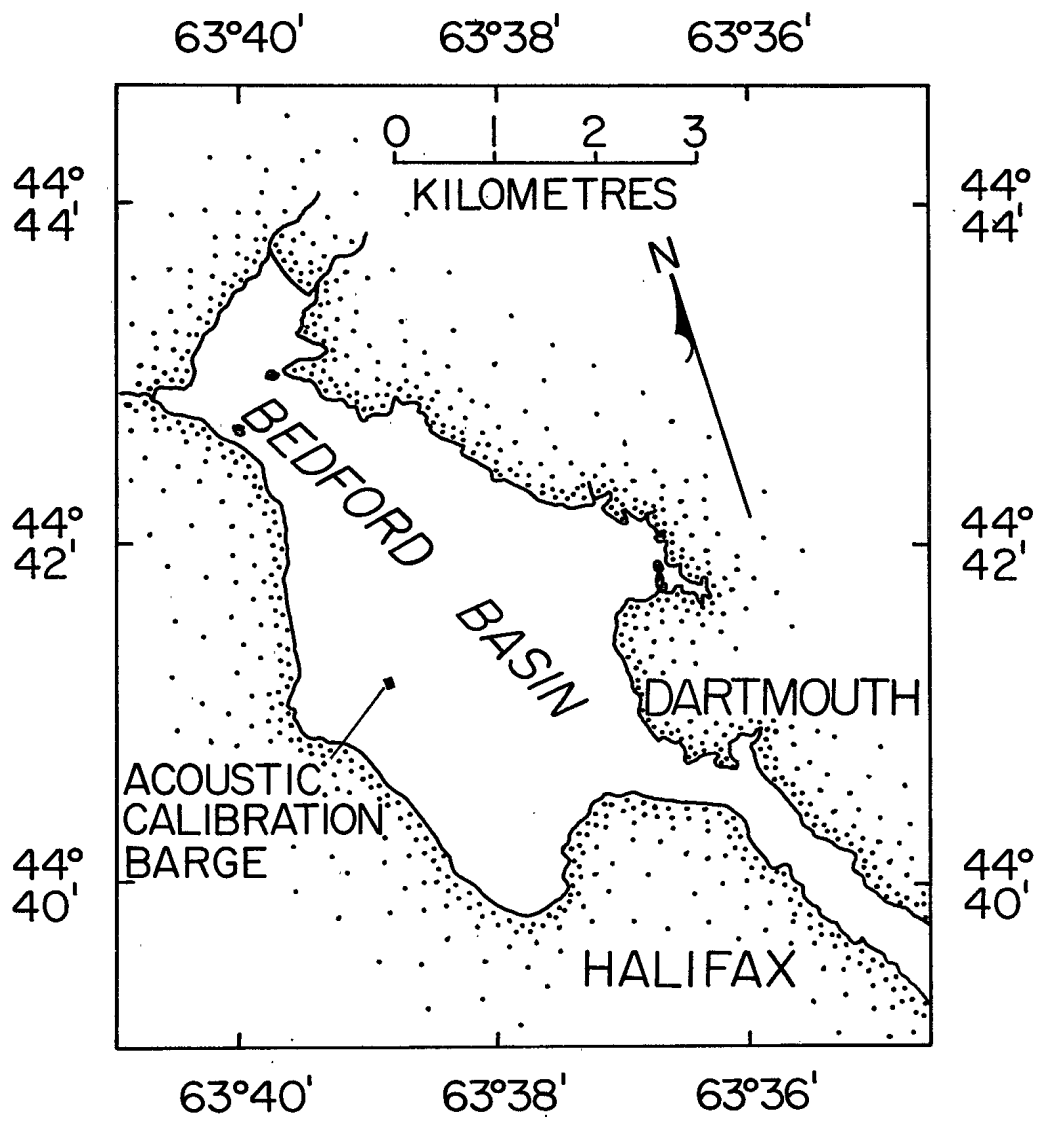 63°40' 63°38' 63°36'
0 1 2 3
KILOMETRES
44°
44'
44°
44'
N
BEDFORD
BASIN
44°
42'
44°
42'
DARTMOUTH
ACOUSTIC
CALIBRATION
BARGE
44°
40'
44°
40'
HALIFAX
63°40' 63°38' 63°36'